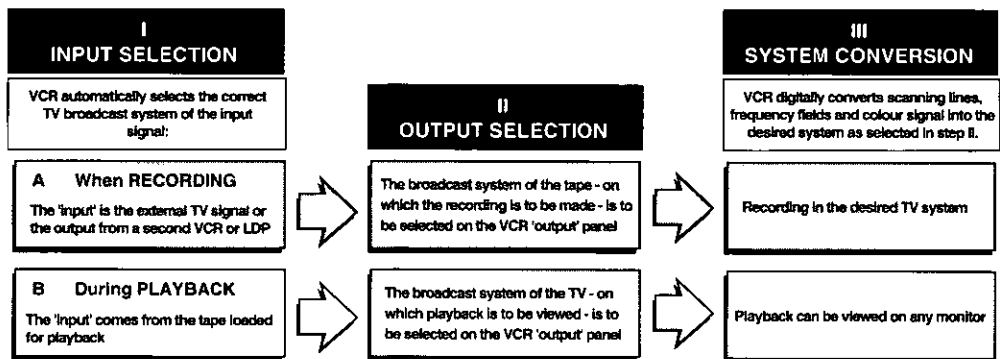 I
INPUT SELECTION
VCR automatically selects the correct
TV broadcast system of the input
signal:
II
OUTPUT SELECTION
III
SYSTEM CONVERSION
VCR digitally converts scanning lines,
frequency fields and colour signal into the
desired system as selected in step II.
A When RECORDING
The 'input' is the external TV signal or
the output from a second VCR or LDP
The broadcast system of the tape - on
which the recording is to be made - is to
be selected on the VCR 'output' panel
Recording in the desired TV system
B During PLAYBACK
The 'input' comes from the tape loaded
for playback
The broadcast system of the TV - on
which playback is to be viewed - is to
be selected on the VCR 'output' panel
Playback can be viewed on any monitor